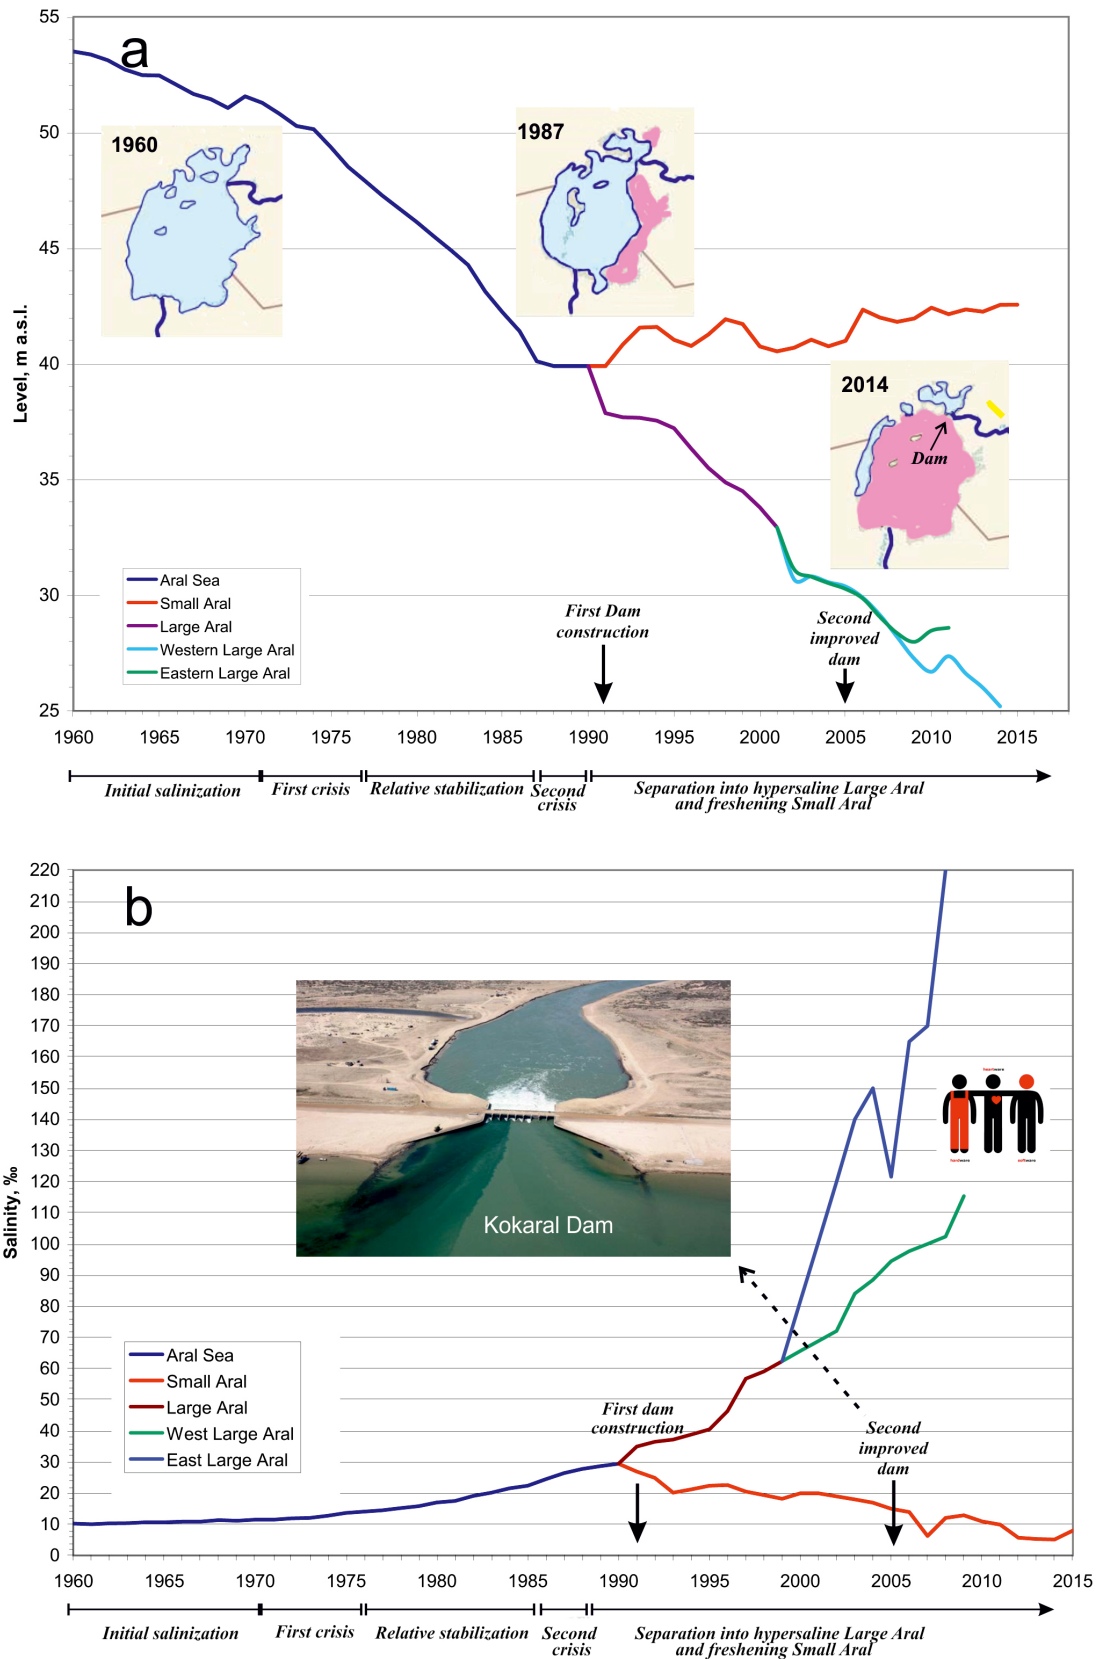 55
a
50
1960
1987
45
Level, m a.s.l.
40
2014
Dam
35
Aral Sea
Small Aral
Large Aral
Western Large Aral
Eastern Large Aral
30
First Dam
construction
Second
improved
dam
25
1960 1965 1970 1975 1980 1985 1990 1995 2000 2005 2010 2015
Initial salinization First crisis Relative stabilization Second
crisis
Separation into hypersaline Large Aral
and freshening Small Aral
220
b
210
200
190
180
170
160
150
140
130
120
110
100
90
80
70
60
50
40
30
20
10
0
Salinity, ‰
Kokaral Dam
heartware
hardware
software
Aral Sea
Small Aral
Large Aral
West Large Aral
East Large Aral
First dam
construction
Second
improved
dam
1960 1965 1970 1975 1980 1985 1990 1995 2000 2005 2010 2015
Initial salinization First crisis Relative stabilization Second
crisis
Separation into hypersaline Large Aral
and freshening Small Aral